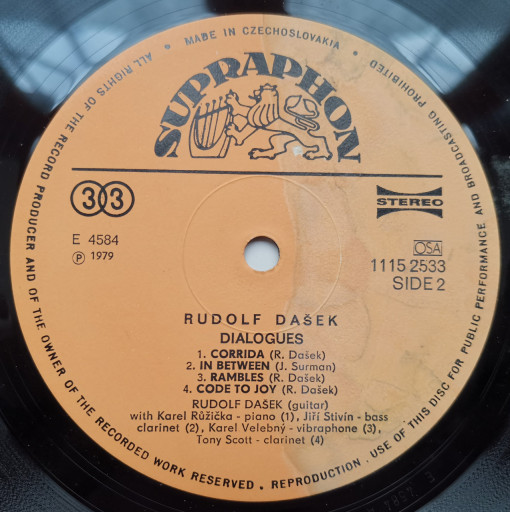 ★ MADE IN CZECHOSLOVAKIA ★
ALL RIGHTS OF THE RECORD PRODUCER AND OF THE OWNER OF THE RECORDED WORK RESERVED. REPRODUCTION. USE OF THIS DISC FOR PUBLIC PERFORMANCE AND BROADCASTING PROHIBITED
SUPRAPHON
33
STEREO
E 4584
℗ 1979
OSA
1115 2533
SIDE 2
RUDOLF DAŠEK
DIALOGUES
1. CORRIDA (R. Dašek)
2. IN BETWEEN (J. Surman)
3. RAMBLES (R. Dašek)
4. CODE TO JOY (R. Dašek)
RUDOLF DAŠEK (guitar)
with Karel Růžička - piano (1), Jiří Stivín - bass
clarinet (2), Karel Velebný - vibraphone (3),
Tony Scott - clarinet (4)